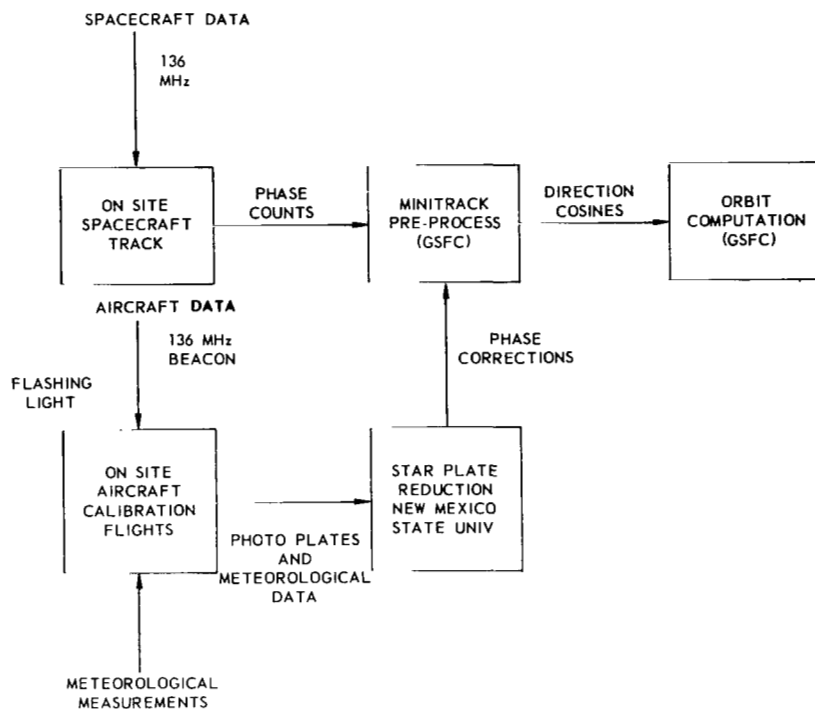 SPACECRAFT DATA
136
MHz
ON SITE
SPACECRAFT
TRACK
PHASE
COUNTS
MINITRACK
PRE-PROCESS
(GSFC)
DIRECTION
COSINES
ORBIT
COMPUTATION
(GSFC)
AIRCRAFT DATA
136 MHz
BEACON
FLASHING
LIGHT
PHASE
CORRECTIONS
ON SITE
AIRCRAFT
CALIBRATION
FLIGHTS
PHOTO PLATES
AND
METEOROLOGICAL
DATA
STAR PLATE
REDUCTION
NEW MEXICO
STATE UNIV
METEOROLOGICAL
MEASUREMENTS